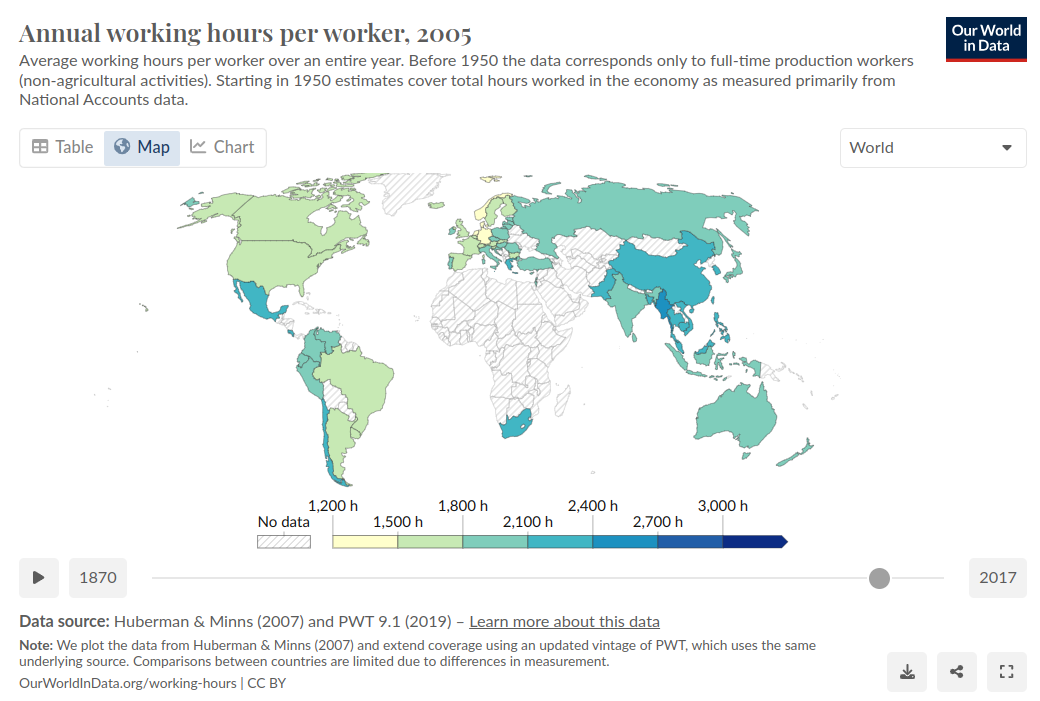 Annual working hours per worker, 2005
Our World
in Data
Average working hours per worker over an entire year. Before 1950 the data corresponds only to full-time production workers
(non-agricultural activities). Starting in 1950 estimates cover total hours worked in the economy as measured primarily from
National Accounts data.
Table Map Chart
World
1,200 h 1,800 h 2,400 h 3,000 h
No data 1,500 h 2,100 h 2,700 h
1870 2017
Data source: Huberman & Minns (2007) and PWT 9.1 (2019) – Learn more about this data
Note: We plot the data from Huberman & Minns (2007) and extend coverage using an updated vintage of PWT, which uses the same
underlying source. Comparisons between countries are limited due to differences in measurement.
OurWorldInData.org/working-hours | CC BY